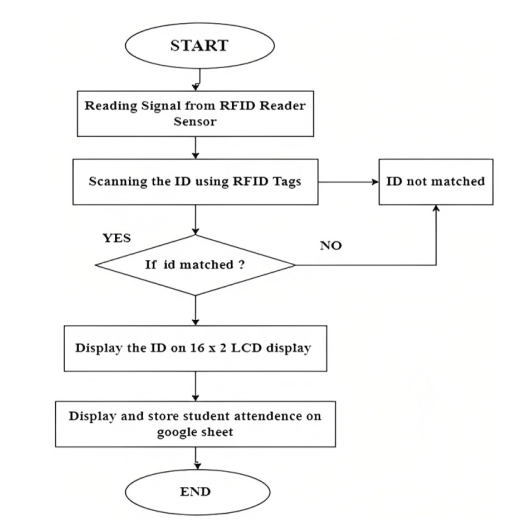 START
Reading Signal from RFID Reader
Sensor
Scanning the ID using RFID Tags
ID not matched
YES
NO
If id matched ?
Display the ID on 16 x 2 LCD display
Display and store student attendence on
google sheet
END